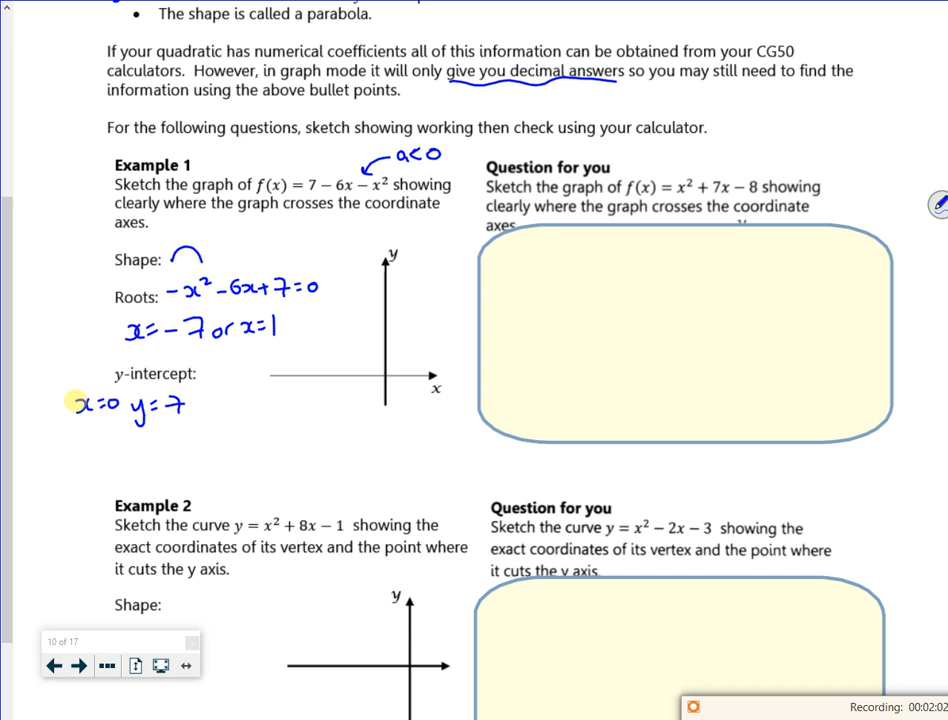 • The shape is called a parabola.
If your quadratic has numerical coefficients all of this information can be obtained from your CG50
calculators. However, in graph mode it will only give you decimal answers so you may still need to find the
information using the above bullet points.
For the following questions, sketch showing working then check using your calculator.
Example 1
a<0
Sketch the graph of f(x) = 7 − 6x − x² showing
clearly where the graph crosses the coordinate
axes.
Shape:
y
Roots: -x² -6x+7=0
x=-7 or x=1
y-intercept:
x
x=0 y=7
Question for you
Sketch the graph of f(x) = x² + 7x − 8 showing
clearly where the graph crosses the coordinate
axes
Example 2
Sketch the curve y = x² + 8x − 1 showing the
exact coordinates of its vertex and the point where
it cuts the y axis.
Shape:
y
Question for you
Sketch the curve y = x² − 2x − 3 showing the
exact coordinates of its vertex and the point where
it cuts the y axis.
10 of 17
Recording: 00:02:02